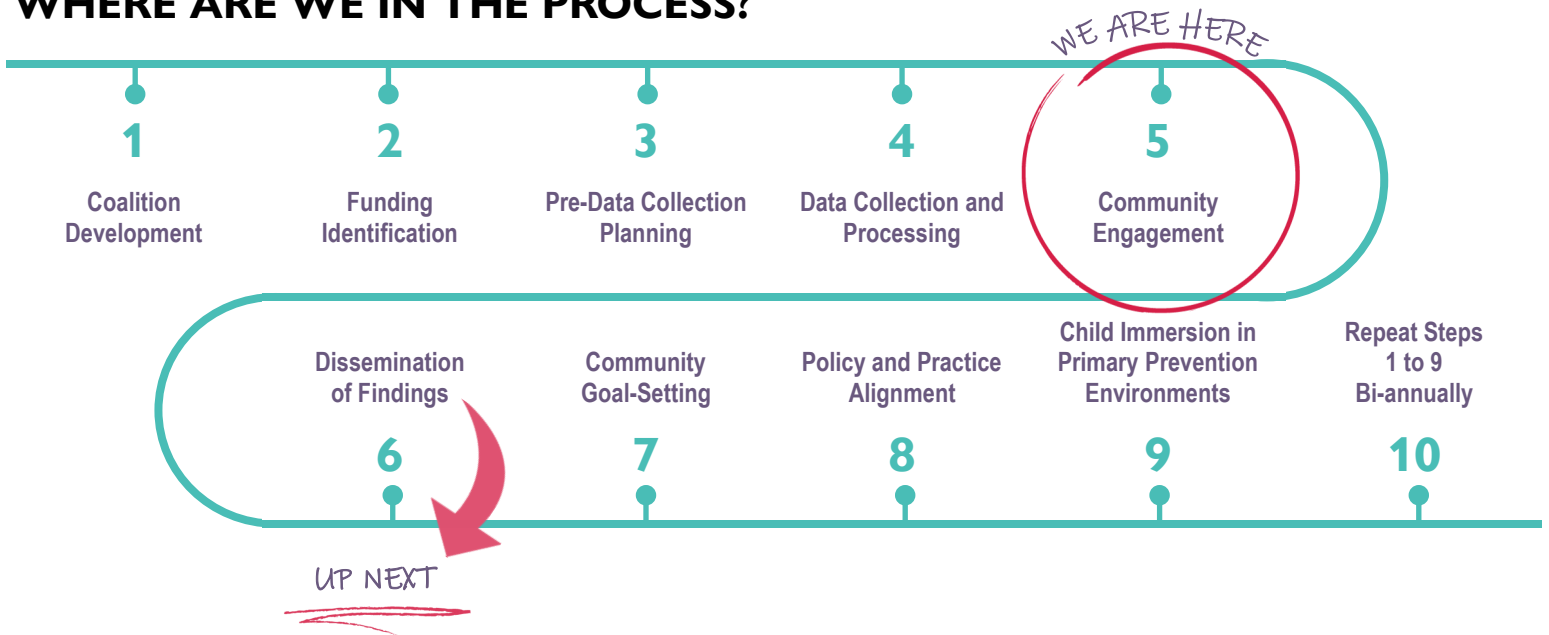 WHERE ARE WE IN THE PROCESS?
WE ARE HERE
1
Coalition
Development
2
Funding
Identification
3
Pre-Data Collection
Planning
4
Data Collection and
Processing
5
Community
Engagement
Dissemination
of Findings
6
Community
Goal-Setting
7
Policy and Practice
Alignment
8
Child Immersion in
Primary Prevention
Environments
9
Repeat Steps
1 to 9
Bi-annually
10
UP NEXT